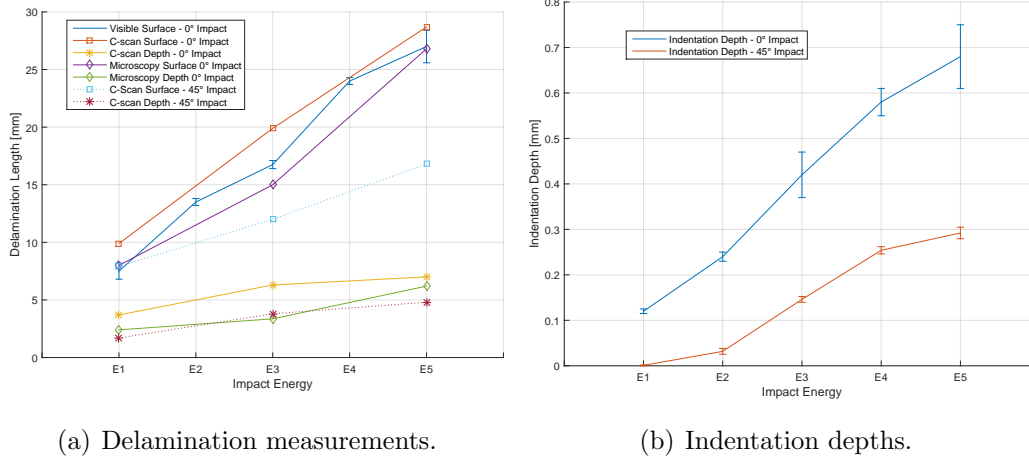 30
25
20
15
10
5
0
Delamination Length [mm]
Visible Surface - 0° Impact
C-scan Surface - 0° Impact
C-scan Depth - 0° Impact
Microscopy Surface 0° Impact
Microscopy Depth 0° Impact
C-Scan Surface - 45° Impact
C-scan Depth - 45° Impact
E1 E2 E3 E4 E5
Impact Energy
(a) Delamination measurements.
0.8
0.7
0.6
0.5
0.4
0.3
0.2
0.1
0
Indentation Depth [mm]
Indentation Depth - 0° Impact
Indentation Depth - 45° Impact
E1 E2 E3 E4 E5
Impact Energy
(b) Indentation depths.